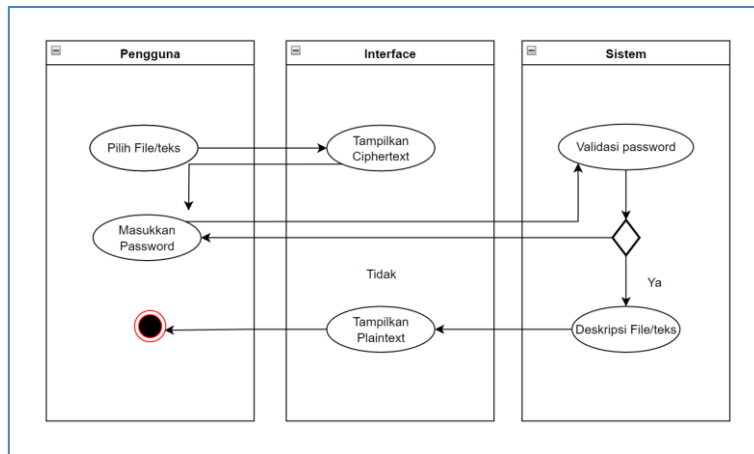 Pengguna
Interface
Sistem
Pilih File/teks
Tampilkan
Ciphertext
Validasi password
Masukkan
Password
Tidak
Ya
Tampilkan
Plaintext
Deskripsi File/teks